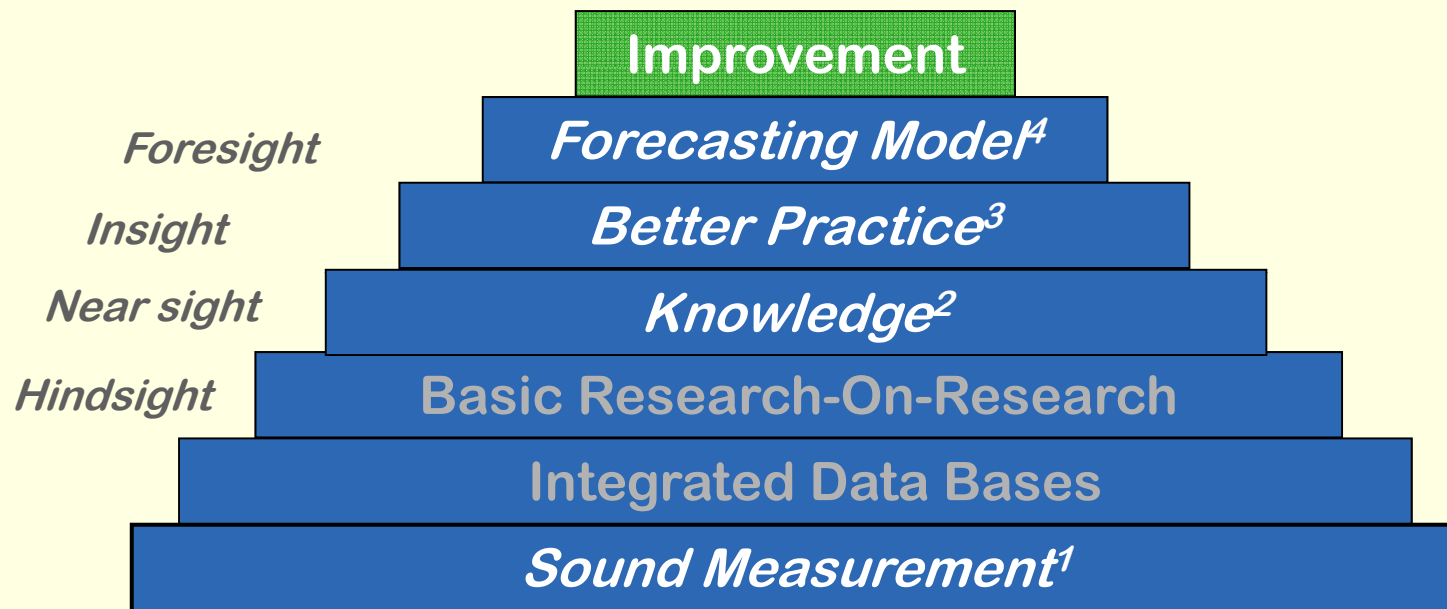 Improvement
Foresight
Forecasting Model⁴
Insight
Better Practice³
Near sight
Knowledge²
Hindsight
Basic Research-On-Research
Integrated Data Bases
Sound Measurement¹